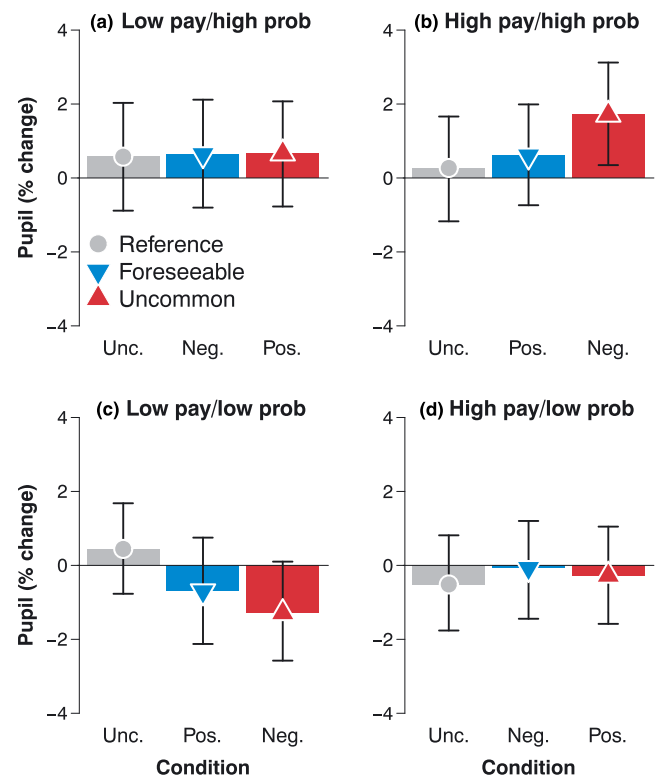 (a) Low pay/high prob
(b) High pay/high prob
Pupil (% change)
4
2
0
−2
−4
Reference
Foreseeable
Uncommon
Unc. Neg. Pos.
4
2
0
−2
−4
Unc. Pos. Neg.
(c) Low pay/low prob
(d) High pay/low prob
Pupil (% change)
4
2
0
−2
−4
Unc. Pos. Neg.
Condition
4
2
0
−2
−4
Unc. Neg. Pos.
Condition